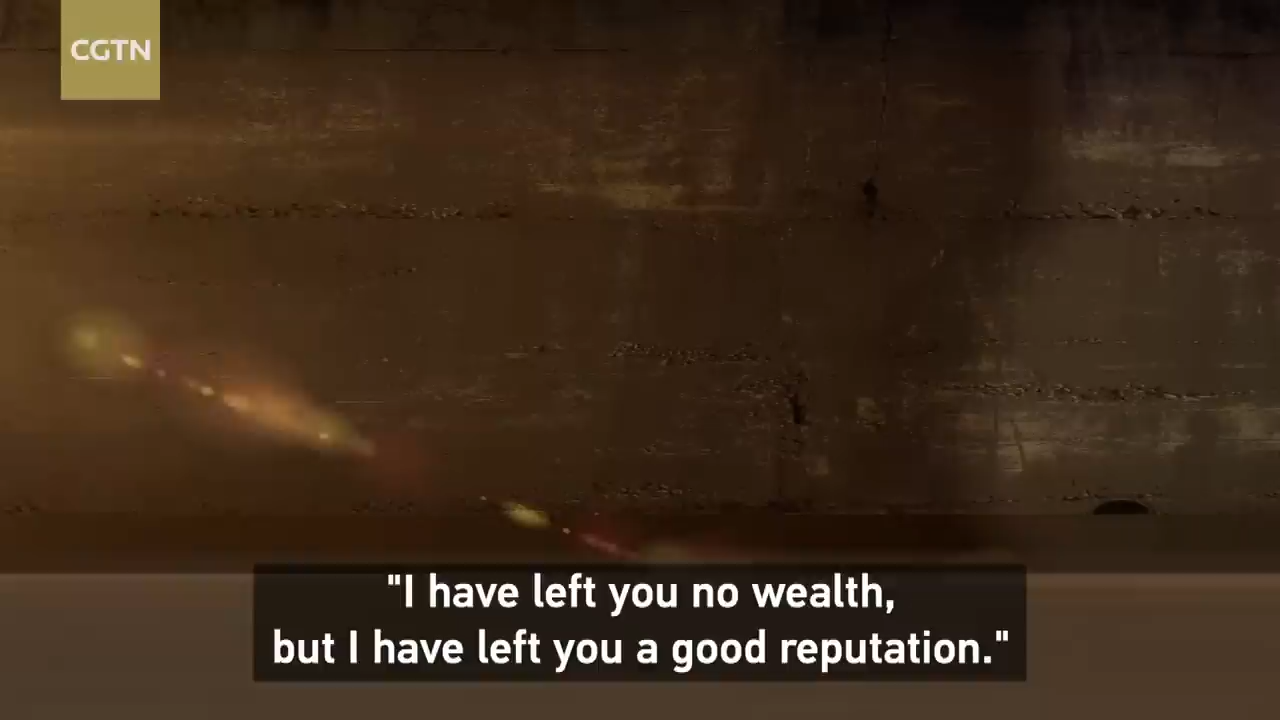 CGTN
"I have left you no wealth,
but I have left you a good reputation."